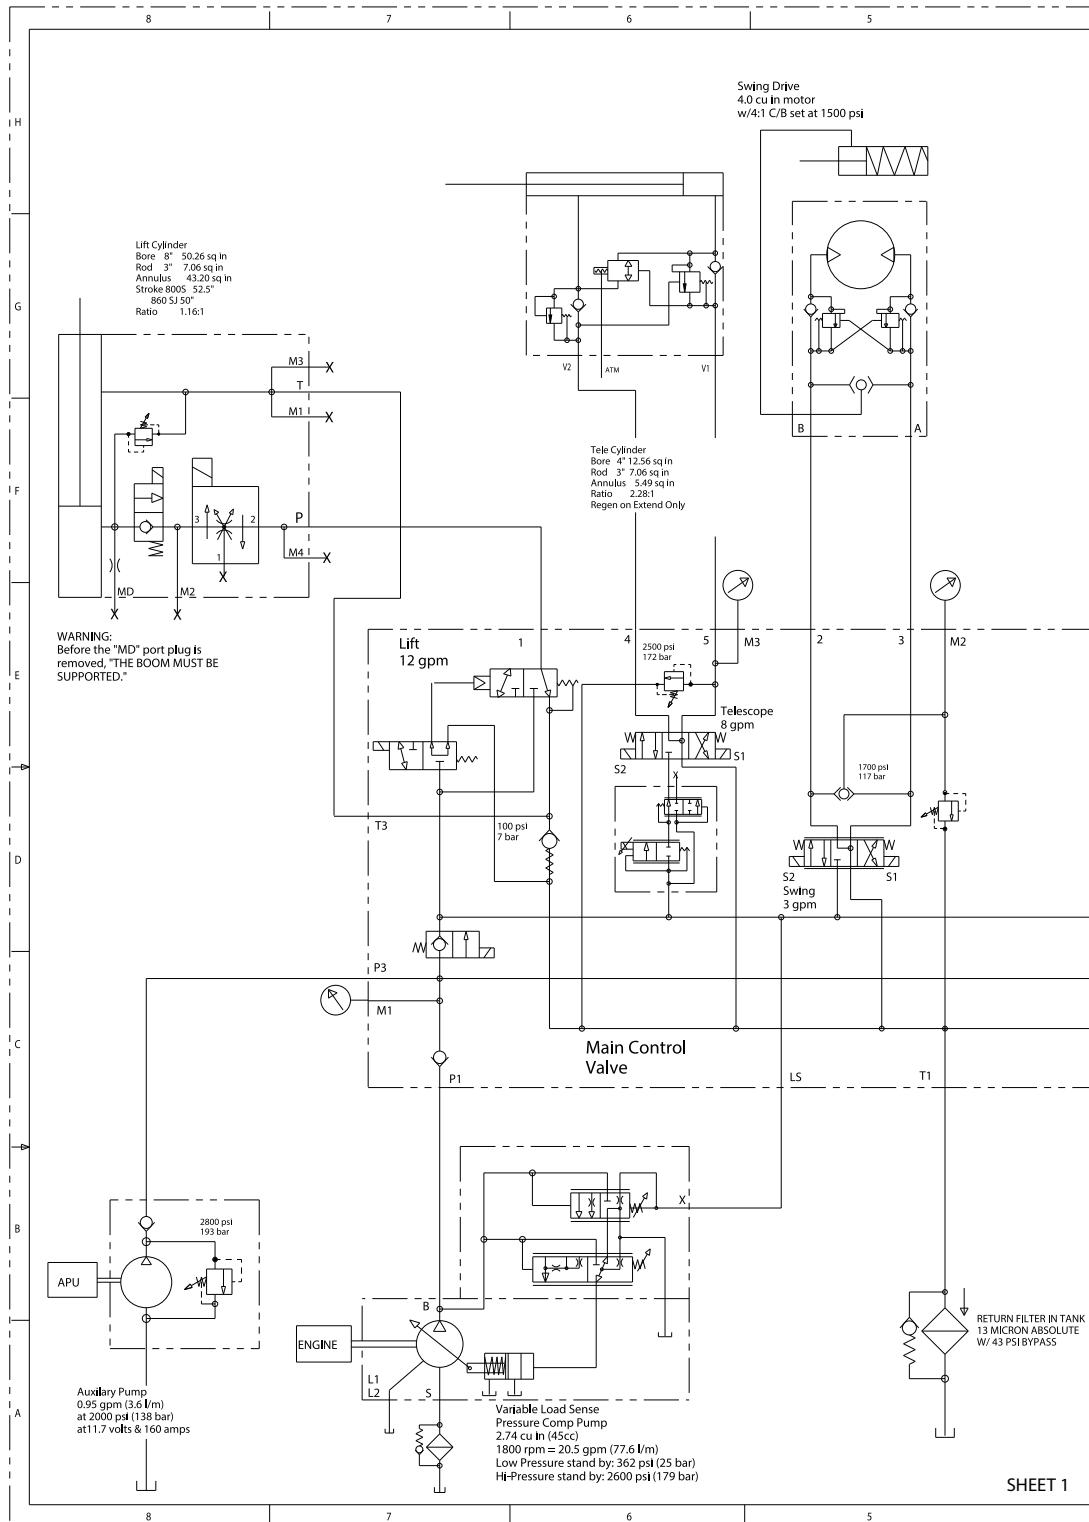 8
7
6
5
H
G
F
E
D
C
B
A
Swing Drive
4.0 cu in motor
w/4:1 C/B set at 1500 psi
Lift Cylinder
Bore 8" 50.26 sq in
Rod 3" 7.06 sq in
Annulus 43.20 sq in
Stroke 800S 52.5"
860 SJ 50"
Ratio 1.16:1
M3
T
M1
V2
ATM
V1
B
A
Tele Cylinder
Bore 4" 12.56 sq in
Rod 3" 7.06 sq in
Annulus 5.49 sq in
Ratio 2.28:1
Regen on Extend Only
3
2
1
P
M4
MD
M2
WARNING:
Before the "MD" port plug is
removed, "THE BOOM MUST BE
SUPPORTED."
Lift
12 gpm
1
4
5
M3
2
3
M2
2500 psi
172 bar
Telescope
8 gpm
S2
S1
X
1700 psi
117 bar
T3
100 psi
7 bar
S2
S1
Swing
3 gpm
P3
M1
Main Control
Valve
P1
LS
T1
X
2800 psi
193 bar
APU
B
ENGINE
L1
L2
S
RETURN FILTER IN TANK
13 MICRON ABSOLUTE
W/ 43 PSI BYPASS
Auxilary Pump
0.95 gpm (3.6 l/m)
at 2000 psi (138 bar)
at11.7 volts & 160 amps
Variable Load Sense
Pressure Comp Pump
2.74 cu in (45cc)
1800 rpm = 20.5 gpm (77.6 l/m)
Low Pressure stand by: 362 psi (25 bar)
Hi-Pressure stand by: 2600 psi (179 bar)
SHEET 1
8
7
6
5